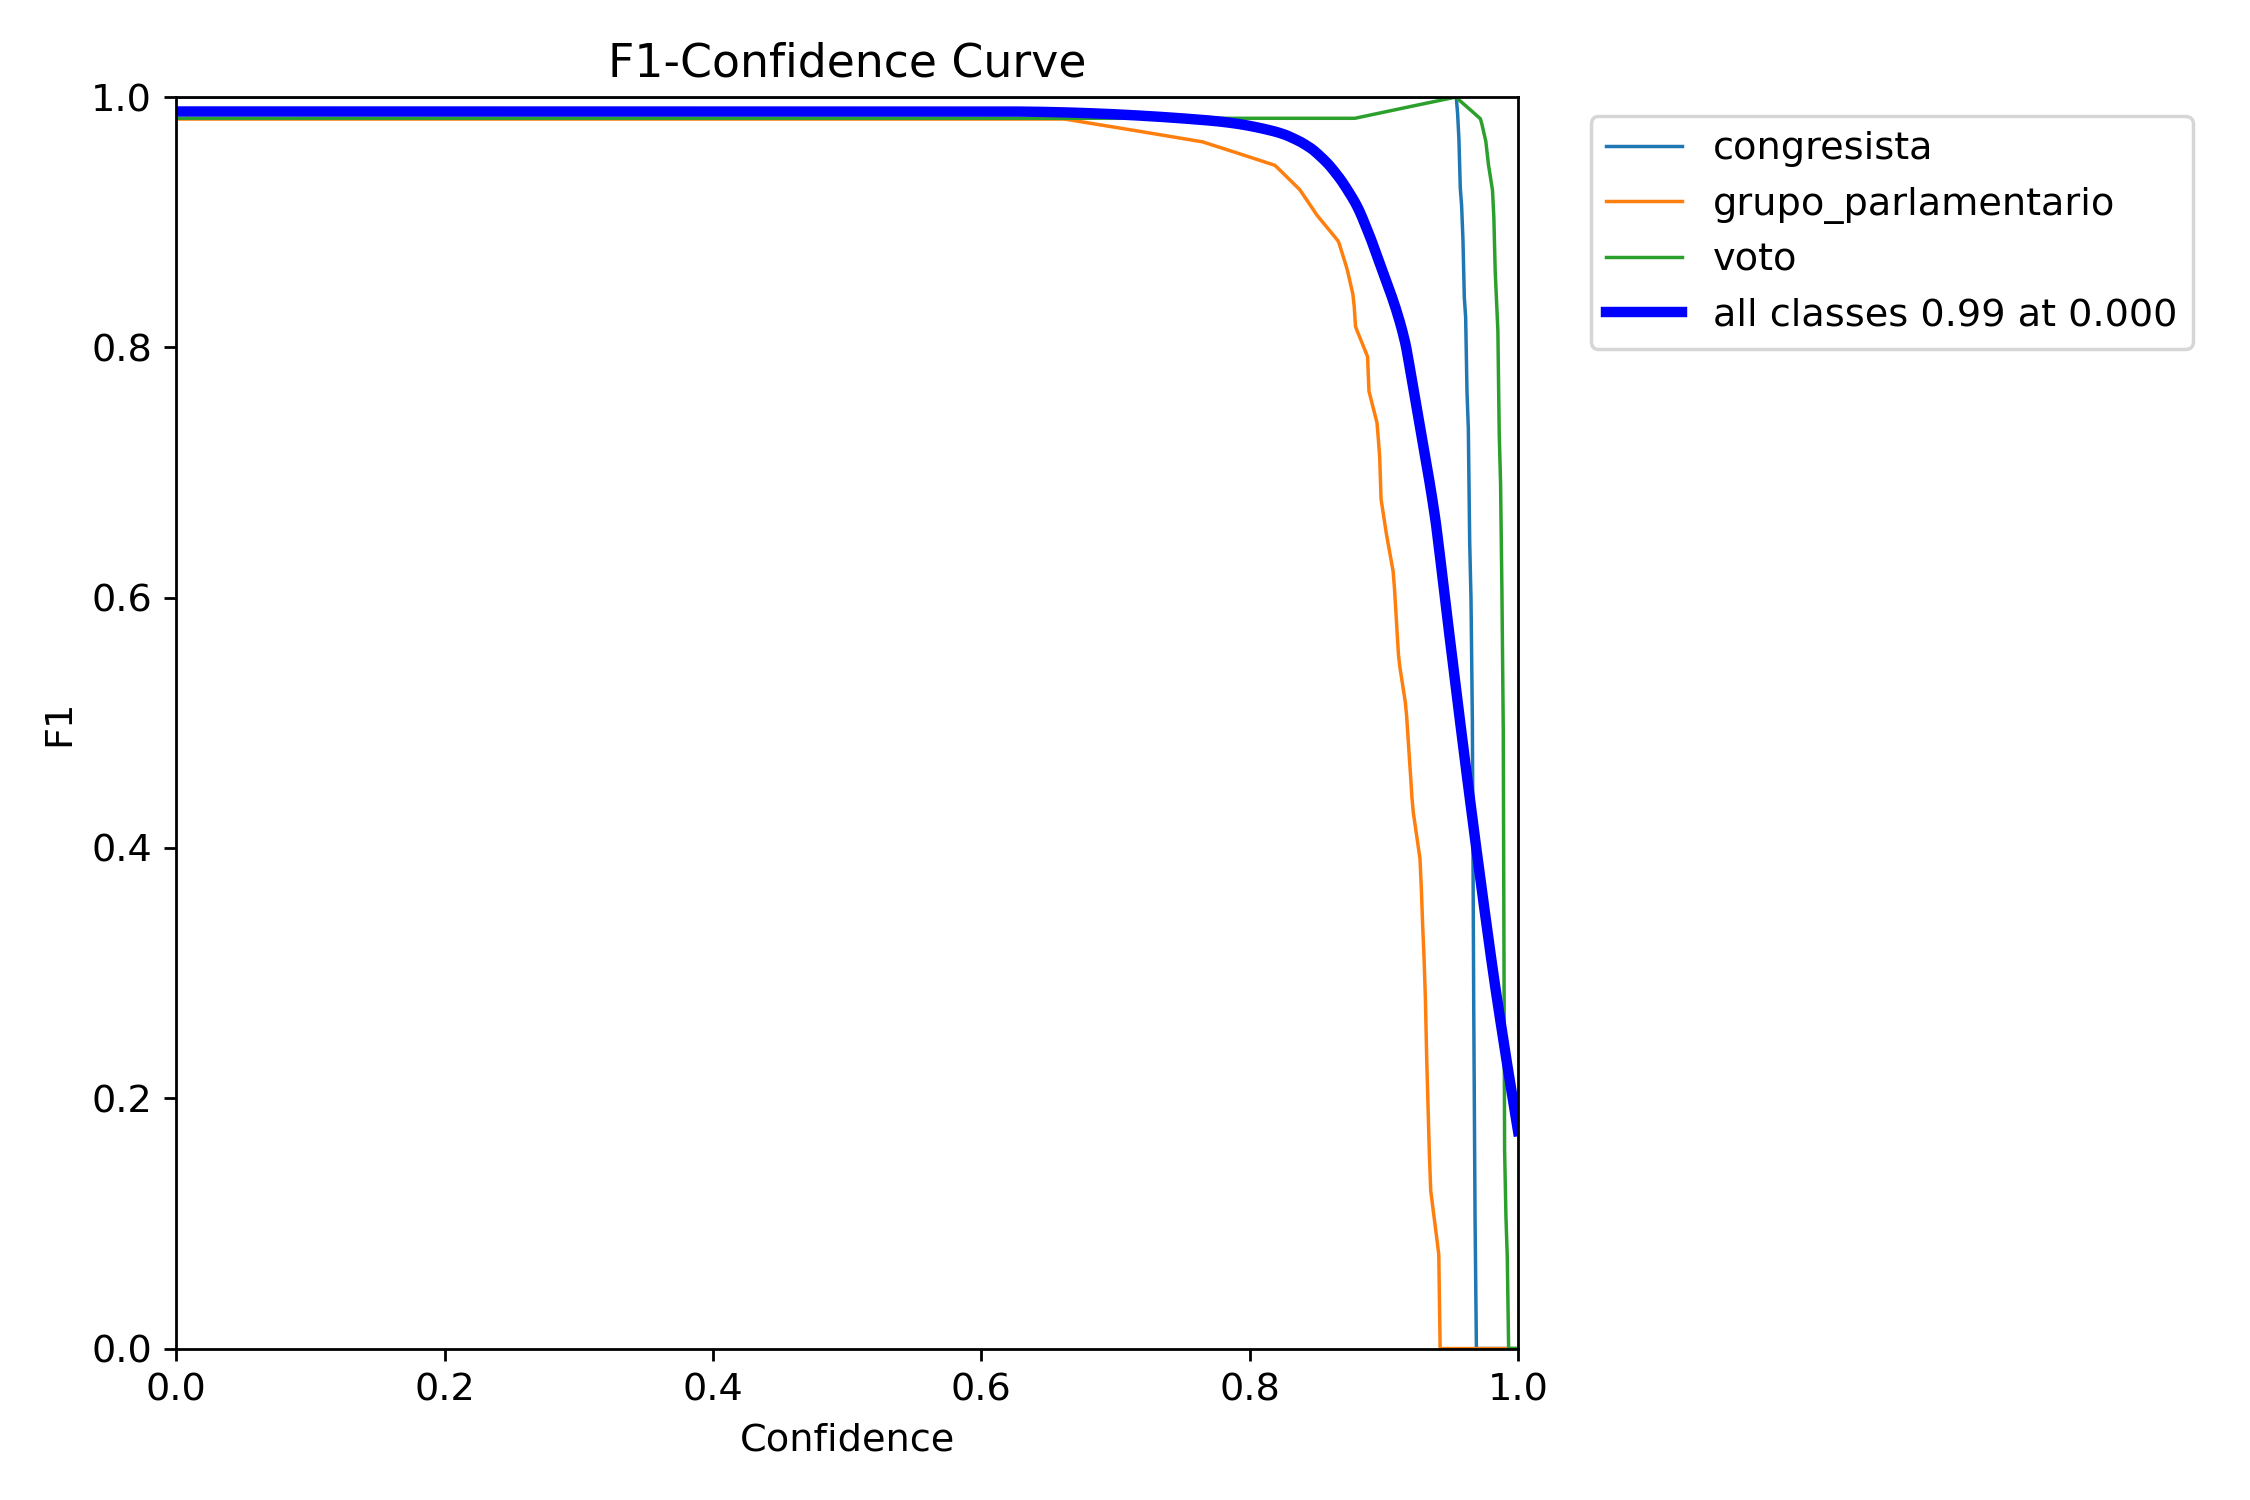 F1-Confidence Curve
1.0
0.8
0.6
0.4
0.2
0.0
F1
0.0 0.2 0.4 0.6 0.8 1.0
Confidence
congresista
grupo_parlamentario
voto
all classes 0.99 at 0.000